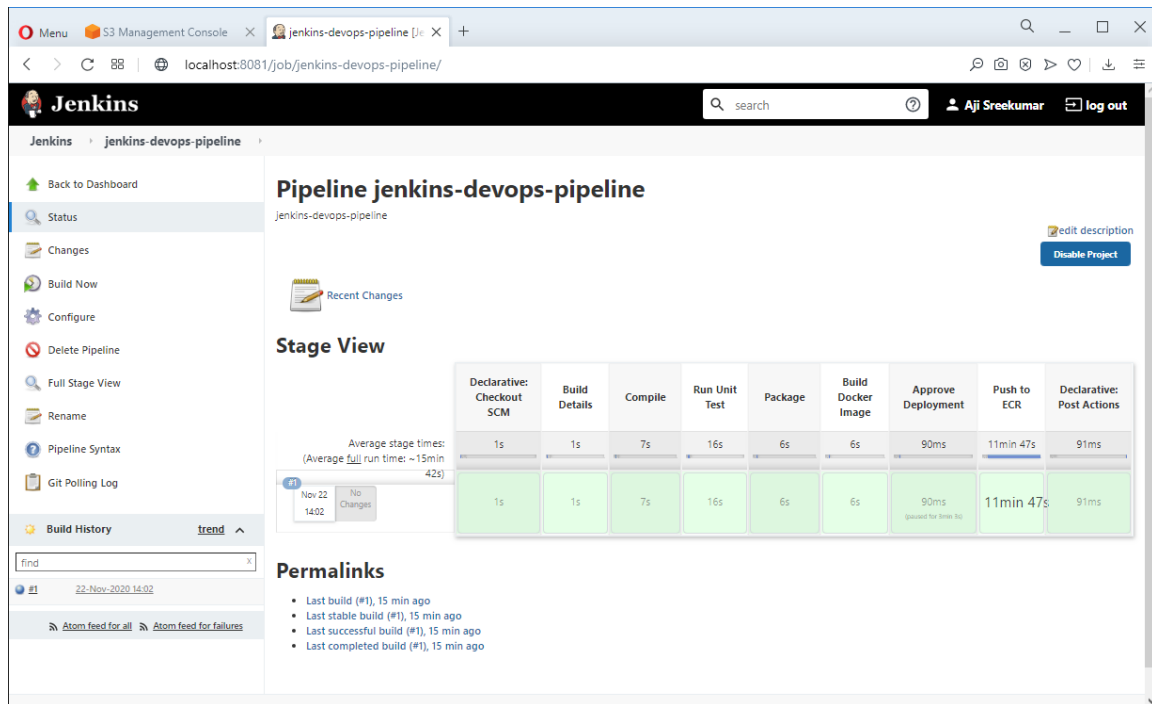 Menu
S3 Management Console
jenkins-devops-pipeline [Je
localhost:8081/job/jenkins-devops-pipeline/
Jenkins
search
Aji Sreekumar
log out
Jenkins
jenkins-devops-pipeline
Back to Dashboard
Status
Changes
Build Now
Configure
Delete Pipeline
Full Stage View
Rename
Pipeline Syntax
Git Polling Log
Build History
trend
find
x
#1
22-Nov-2020 14:02
Atom feed for all
Atom feed for failures
Pipeline jenkins-devops-pipeline
jenkins-devops-pipeline
edit description
Disable Project
Recent Changes
Stage View
Declarative:
Checkout
SCM
Build
Details
Compile
Run Unit
Test
Package
Build
Docker
Image
Approve
Deployment
Push to
ECR
Declarative:
Post Actions
Average stage times:
(Average full run time: ~15min
42s)
1s
1s
7s
16s
6s
6s
90ms
11min 47s
91ms
#1
Nov 22
14:02
No
Changes
1s
1s
7s
16s
6s
6s
90ms
(paused for 3min 3s)
11min 47s
91ms
Permalinks
Last build (#1), 15 min ago
Last stable build (#1), 15 min ago
Last successful build (#1), 15 min ago
Last completed build (#1), 15 min ago